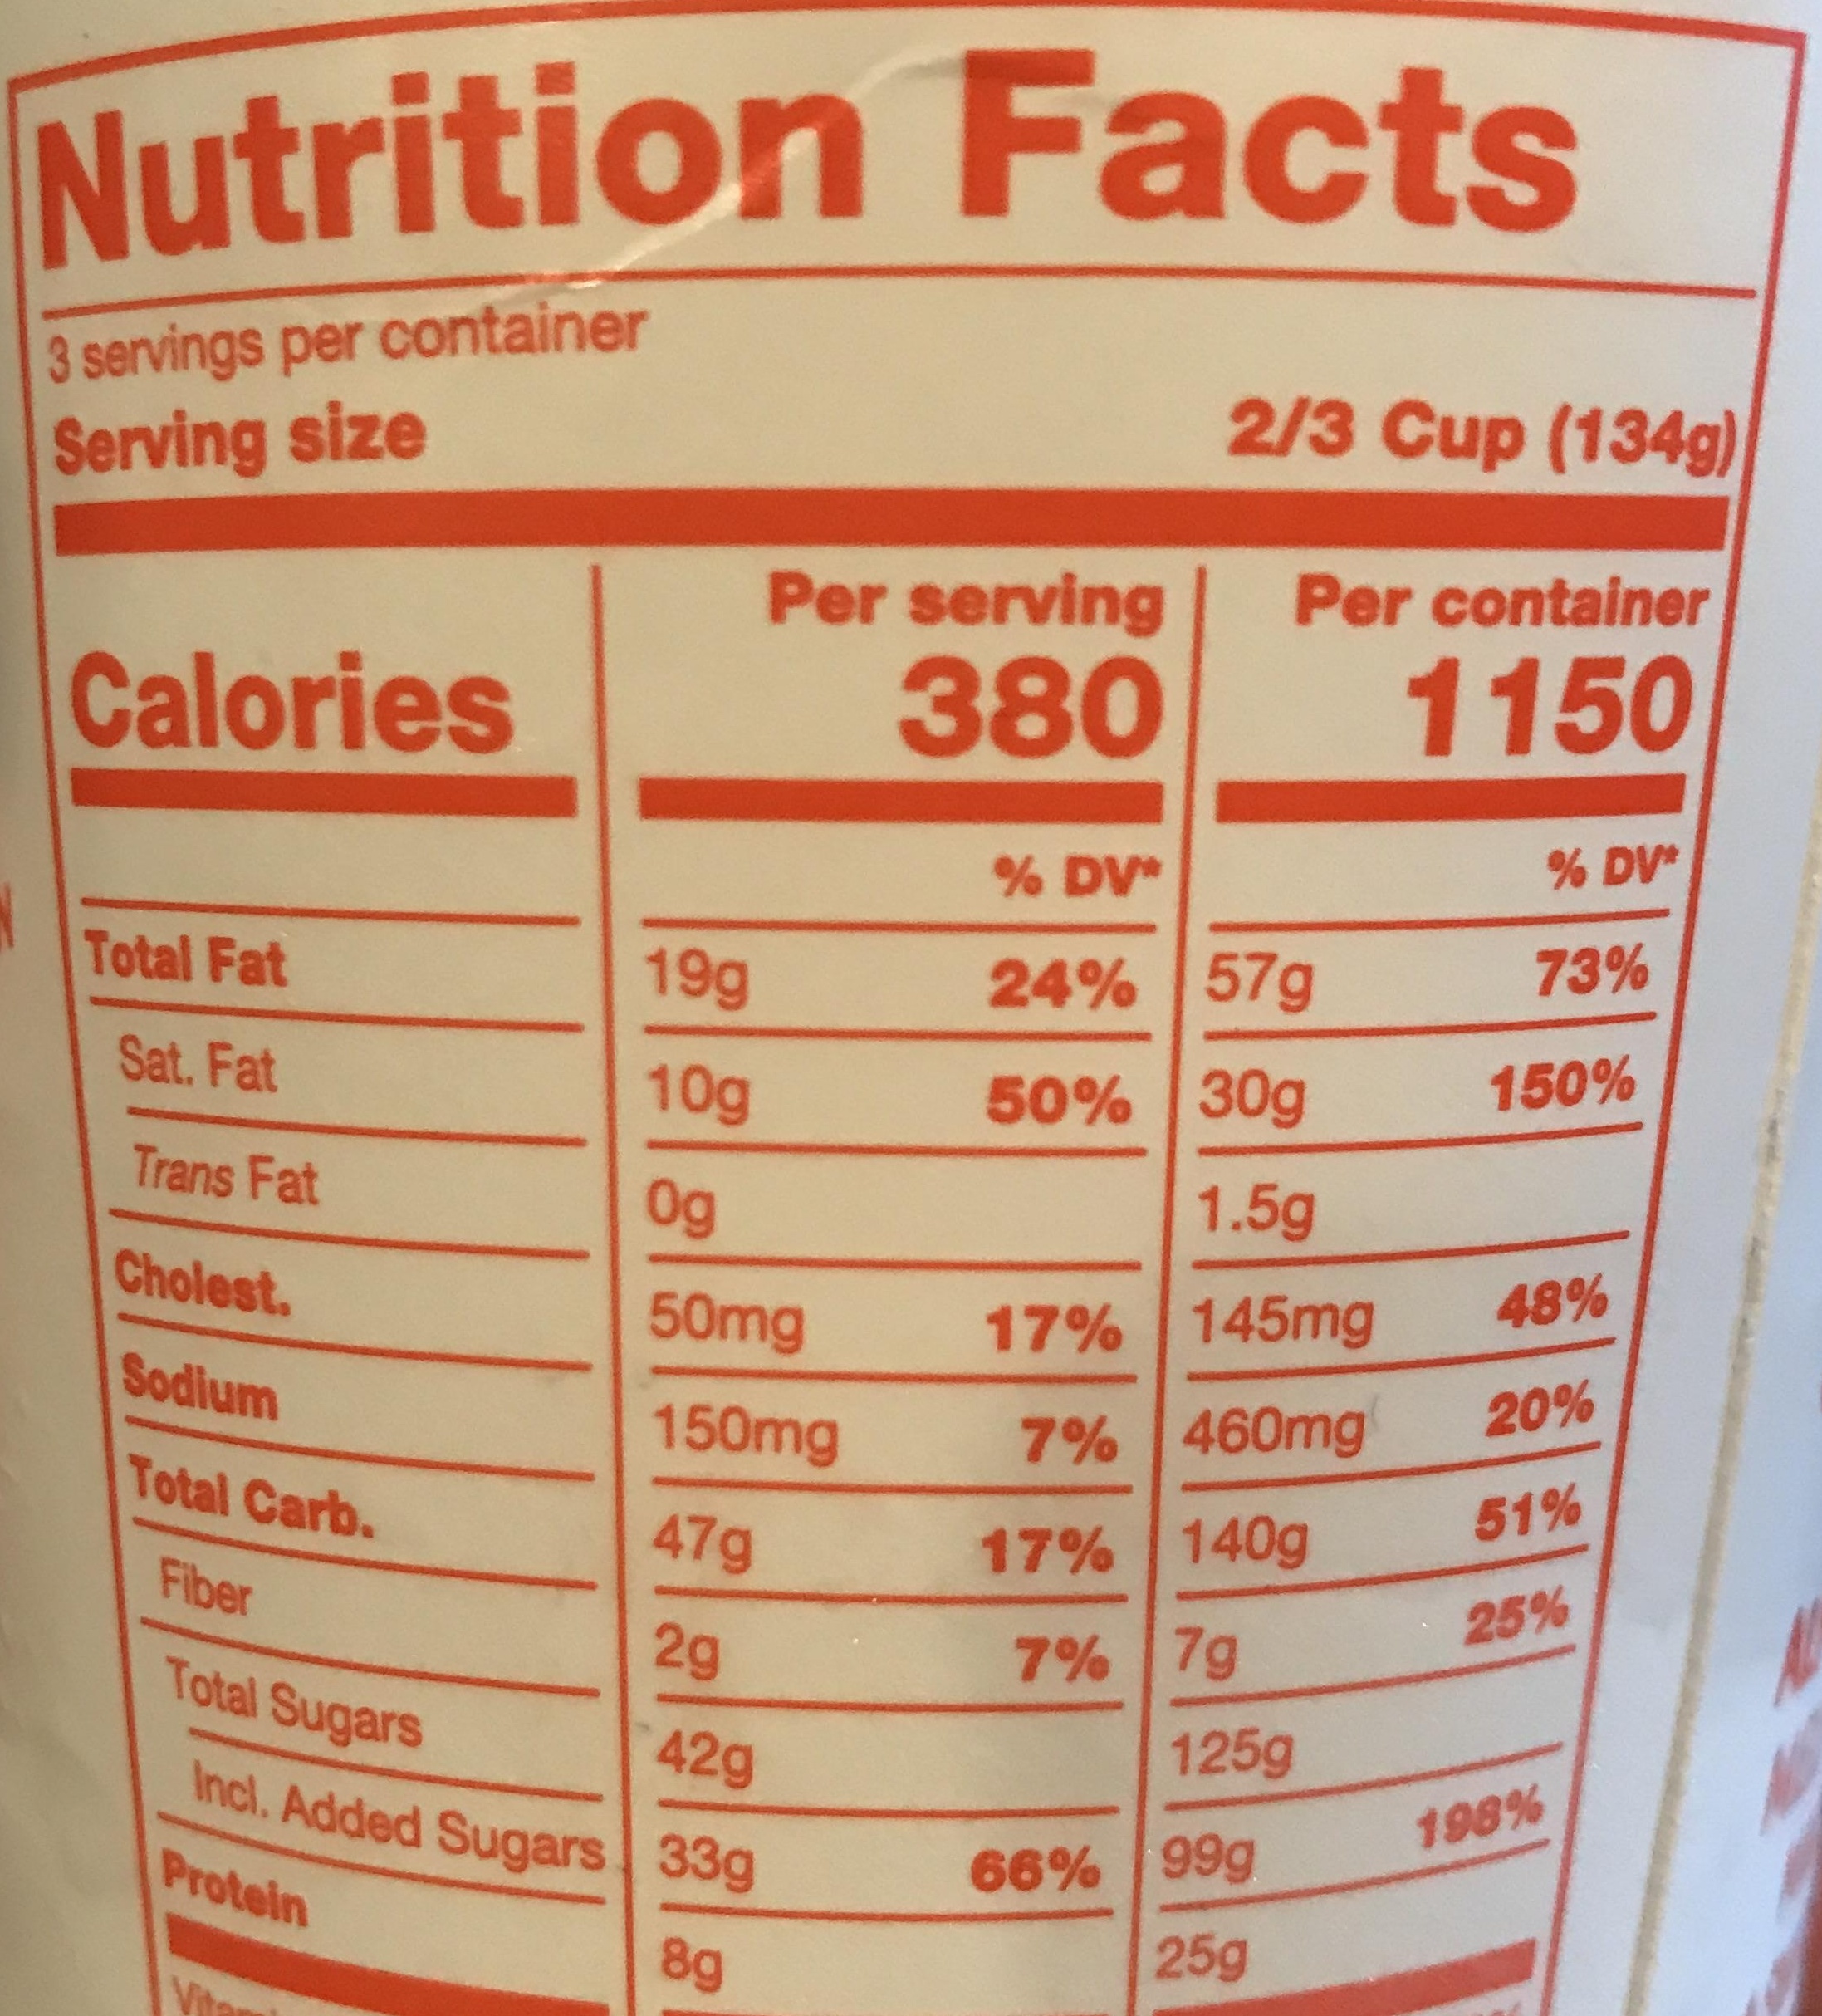 Nutrition Facts
3 servings per container
Serving size 2/3 Cup (134g)
Per serving Per container
Calories 380 1150
% DV* % DV*
Total Fat 19g 24% 57g 73%
Sat. Fat 10g 50% 30g 150%
Trans Fat 0g 1.5g
Cholest. 50mg 17% 145mg 48%
Sodium 150mg 7% 460mg 20%
Total Carb. 47g 17% 140g 51%
Fiber 2g 7% 7g 25%
Total Sugars 42g 125g
Incl. Added Sugars 33g 66% 99g 198%
Protein 8g 25g